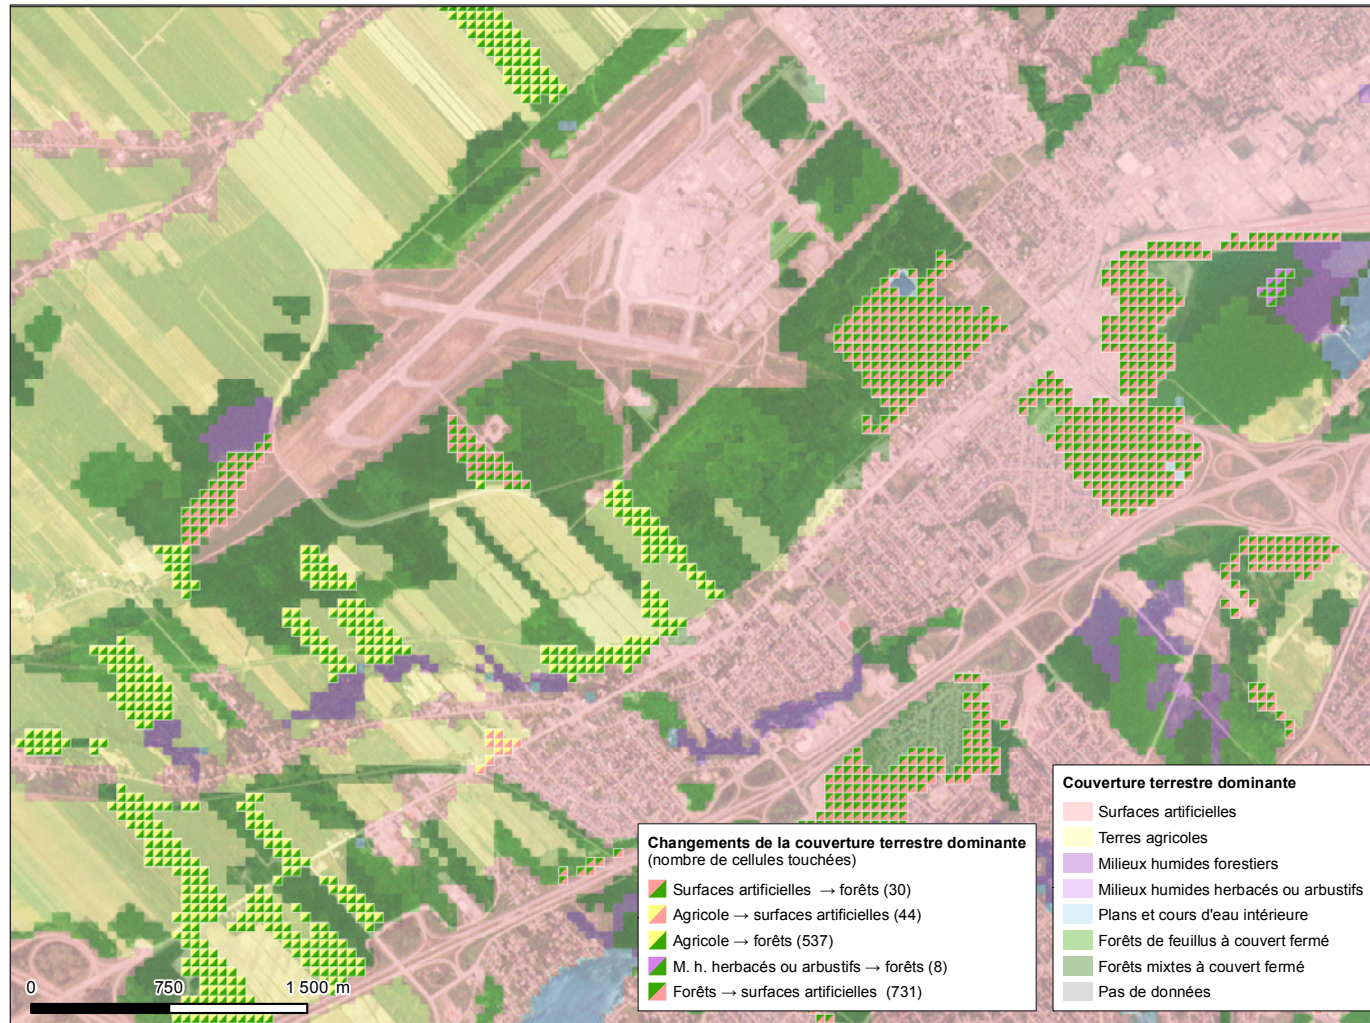 Couverture terrestre dominante
Surfaces artificielles
Terres agricoles
Milieux humides forestiers
Milieux humides herbacés ou arbustifs
Plans et cours d'eau intérieure
Forêts de feuillus à couvert fermé
Forêts mixtes à couvert fermé
Pas de données
Changements de la couverture terrestre dominante
(nombre de cellules touchées)
Surfaces artificielles → forêts (30)
Agricole → surfaces artificielles (44)
Agricole → forêts (537)
M. h. herbacés ou arbustifs → forêts (8)
Forêts → surfaces artificielles (731)
0 750 1 500 m